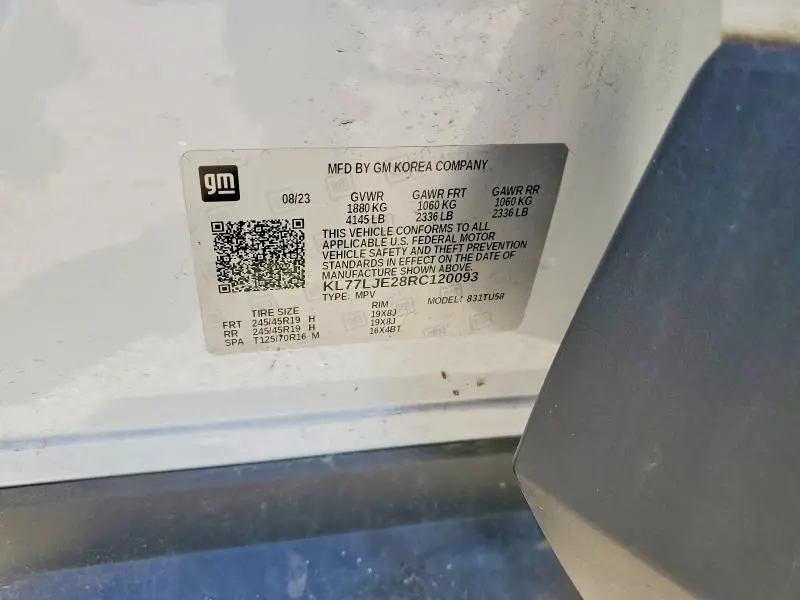 gm
MFD BY GM KOREA COMPANY
08/23 GVWR GAWR FRT GAWR RR
1880 KG 1060 KG 1060 KG
4145 LB 2336 LB 2336 LB
THIS VEHICLE CONFORMS TO ALL
APPLICABLE U.S. FEDERAL MOTOR
VEHICLE SAFETY AND THEFT PREVENTION
STANDARDS IN EFFECT ON THE DATE OF
MANUFACTURE SHOWN ABOVE.
KL77LJE28RC120093
TYPE: MPV MODEL: 831TU58
TIRE SIZE RIM
FRT 245/45R19 H 19X8J
RR 245/45R19 H 19X8J
SPA T125/70R16 M 16X4BT